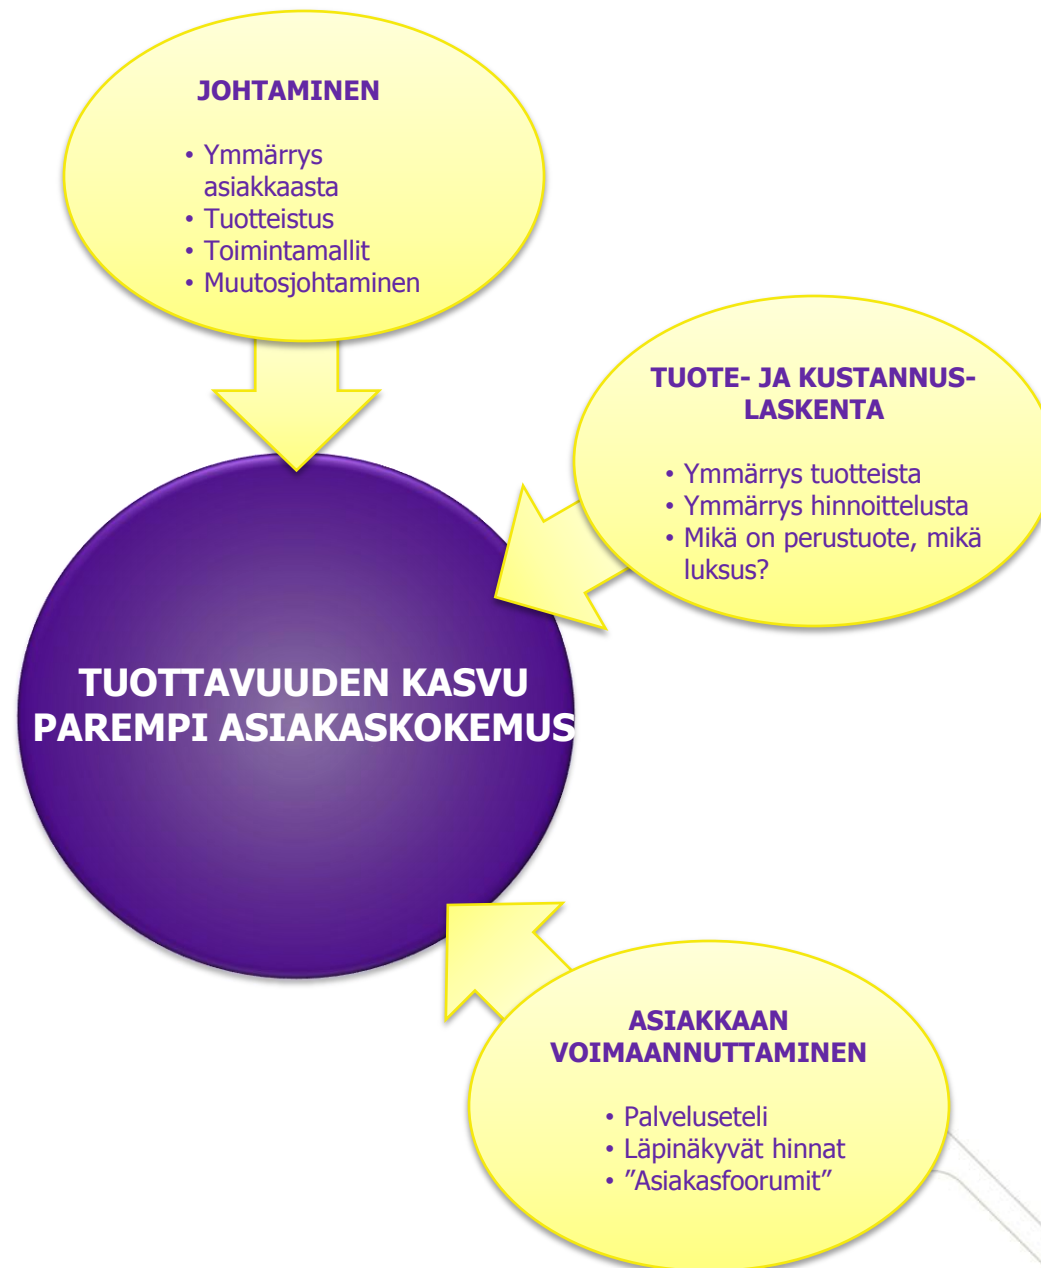 JOHTAMINEN
• Ymmärrys
asiakkaasta
• Tuotteistus
• Toimintamallit
• Muutosjohtaminen
TUOTE- JA KUSTANNUS-
LASKENTA
• Ymmärrys tuotteista
• Ymmärrys hinnoittelusta
• Mikä on perustuote, mikä
luksus?
TUOTTAVUUDEN KASVU
PAREMPI ASIAKASKOKEMUS
ASIAKKAAN
VOIMAANNUTTAMINEN
• Palveluseteli
• Läpinäkyvät hinnat
• ”Asiakasfoorumit”